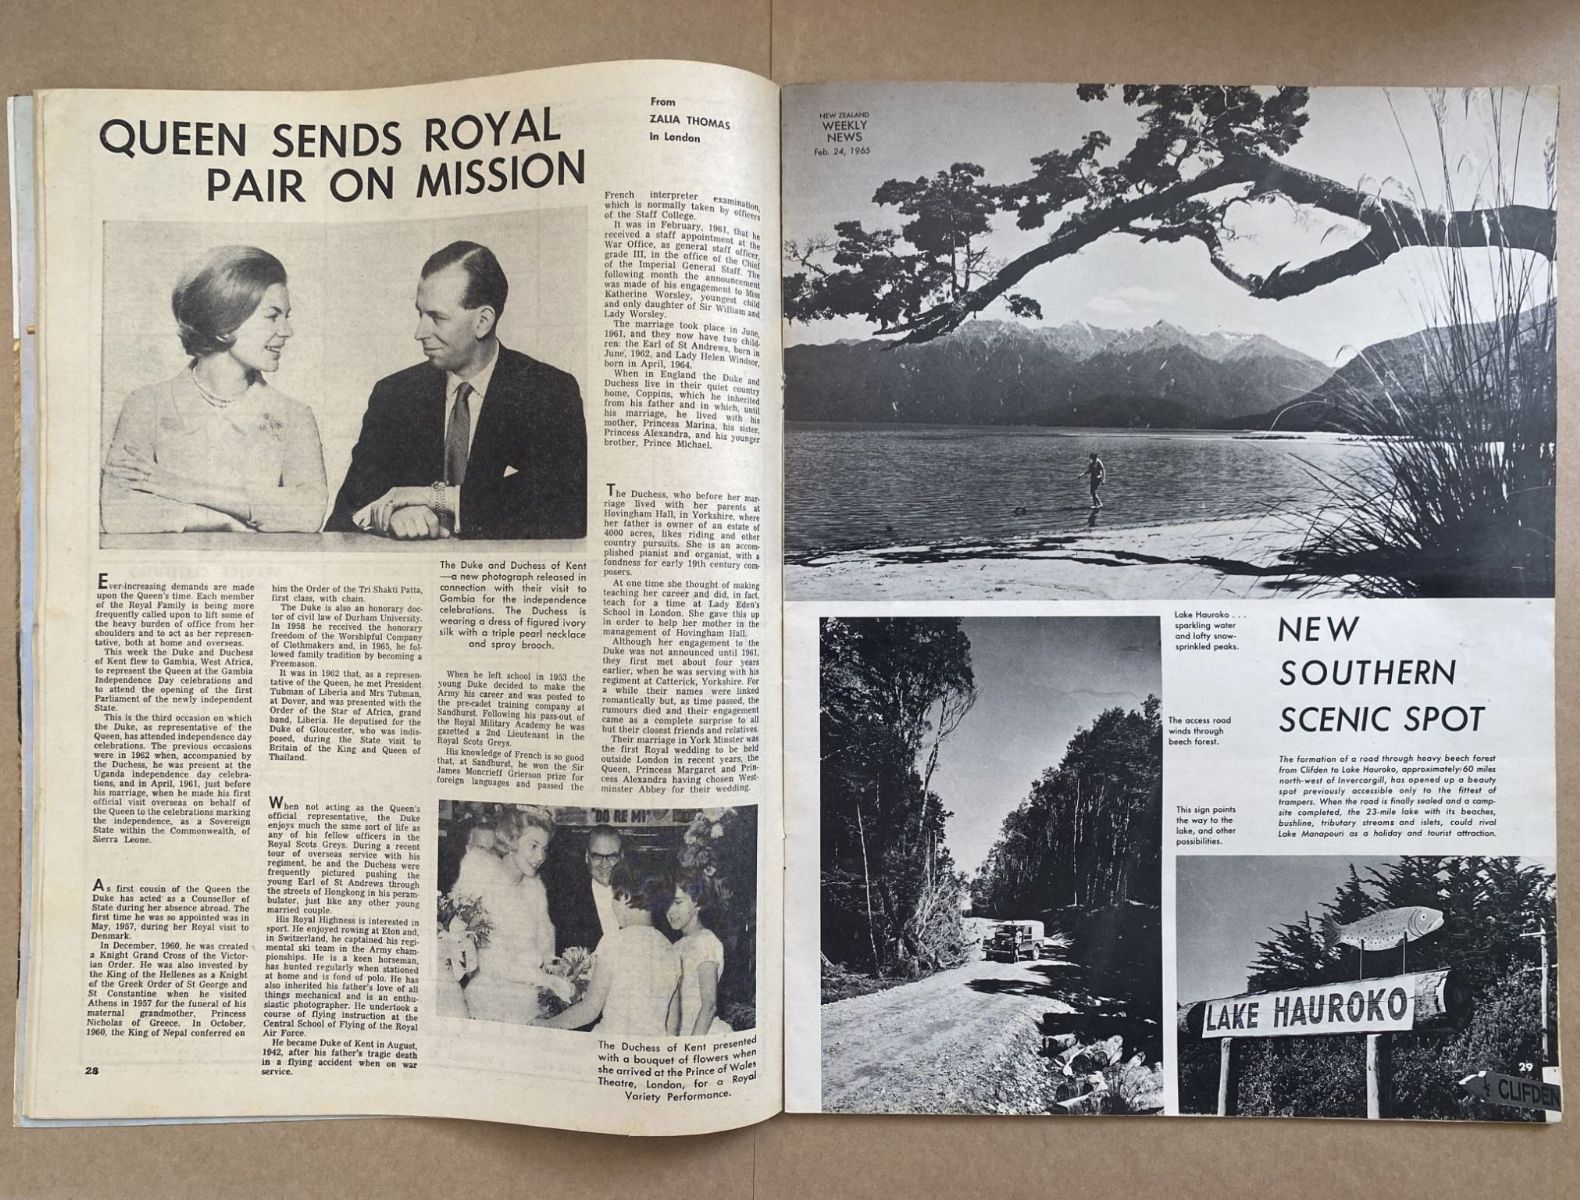 QUEEN SENDS ROYAL
PAIR ON MISSION
From
ZALIA THOMAS
In London
Ever-increasing demands are made
upon the Queen's time. Each member
of the Royal Family is being more
frequently called upon to lift some of
the heavy burden of office from her
shoulders and to act as her represen-
tative, both at home and overseas.
This week the Duke and Duchess
of Kent flew to Gambia, West Africa,
to represent the Queen at the Gambia
Independence Day celebrations and
to attend the opening of the first
Parliament of the newly independent
State.
This is the third occasion on which
the Duke, as representative of the
Queen, has attended independence day
celebrations. The previous occasions
were in 1962 when, accompanied by
the Duchess, he was present at the
Uganda independence day celebra-
tions, and in April, 1961, just before
his marriage, when he made his first
official visit overseas on behalf of
the Queen to the celebrations marking
the independence, as a Sovereign
State within the Commonwealth, of
Sierra Leone.
As first cousin of the Queen the
Duke has acted as a Counsellor of
State during her absence abroad. The
first time he was so appointed was in
May, 1957, during her Royal visit to
Denmark.
In December, 1960, he was created
a Knight Grand Cross of the Victor-
ian Order. He was also invested by
the King of the Hellenes as a Knight
of the Greek Order of St George and
St Constantine when he visited
Athens in 1957 for the funeral of his
maternal grandmother, Princess
Nicholas of Greece. In October,
1960, the King of Nepal conferred on
28
him the Order of the Tri Shakti Patta,
first class, with chain.
The Duke is also an honorary doc-
tor of civil law of Durham University.
In 1958 he received the honorary
freedom of the Worshipful Company
of Clothmakers and, in 1965, he fol-
lowed family tradition by becoming a
Freemason.
It was in 1962 that, as a represen-
tative of the Queen, he met President
Tubman of Liberia and Mrs Tubman,
at Dover, and was presented with the
Order of the Star of Africa, grand
band, Liberia. He deputised for the
Duke of Gloucester, who was indis-
posed, during the State visit to
Britain of the King and Queen of
Thailand.
When not acting as the Queen's
official representative, the Duke
enjoys much the same sort of life as
any of his fellow officers in the
Royal Scots Greys. During a recent
tour of overseas service with his
regiment, he and the Duchess were
frequently pictured pushing the
young Earl of St Andrews through
the streets of Hongkong in his peram-
bulator, just like any other young
married couple.
His Royal Highness is interested in
sport. He enjoyed rowing at Eton and,
in Switzerland, he captained his regi-
mental ski team in the Army cham-
pionships. He is a keen horseman,
has hunted regularly when stationed
at home and is fond of polo. He has
also inherited his father's love of all
things mechanical and is an enthu-
siastic photographer. He undertook a
course of flying instruction at the
Central School of Flying of the Royal
Air Force.
He became Duke of Kent in August,
1942, after his father's tragic death
in a flying accident when on war
service.
The Duke and Duchess of Kent
—a new photograph released in
connection with their visit to
Gambia for the independence
celebrations. The Duchess is
wearing a dress of figured ivory
silk with a triple pearl necklace
and spray brooch.
When he left school in 1953 the
young Duke decided to make the
Army his career and was posted to
the pre-cadet training company at
Sandhurst. Following his pass-out of
the Royal Military Academy he was
gazetted a 2nd Lieutenant in the
Royal Scots Greys.
His knowledge of French is so good
that, at Sandhurst, he won the Sir
James Moncrieff Grierson prize for
foreign languages and passed the
French interpreter examination,
which is normally taken by officers
of the Staff College.
It was in February, 1961, that he
received a staff appointment at the
War Office, as general staff officer,
grade III, in the office of the Chief
of the Imperial General Staff. The
following month the announcement
was made of his engagement to Miss
Katherine Worsley, youngest child
and only daughter of Sir William and
Lady Worsley.
The marriage took place in June,
1961, and they now have two child-
ren: the Earl of St Andrews, born in
June, 1962, and Lady Helen Windsor,
born in April, 1964.
When in England the Duke and
Duchess live in their quiet country
home, Coppins, which he inherited
from his father and in which, until
his marriage, he lived with his
mother, Princess Marina, his sister,
Princess Alexandra, and his younger
brother, Prince Michael.
The Duchess, who before her mar-
riage lived with her parents at
Hovingham Hall, in Yorkshire, where
her father is owner of an estate of
4000 acres, likes riding and other
country pursuits. She is an accom-
plished pianist and organist, with a
fondness for early 19th century com-
posers.
At one time she thought of making
teaching her career and did, in fact,
teach for a time at Lady Eden's
School in London. She gave this up
in order to help her mother in the
management of Hovingham Hall.
Although her engagement to the
Duke was not announced until 1961,
they first met about four years
earlier, when he was serving with his
regiment at Catterick, Yorkshire. For
a while their names were linked
romantically but, as time passed, the
rumours died and their engagement
came as a complete surprise to all
but their closest friends and relatives.
Their marriage in York Minster was
the first Royal wedding to be held
outside London in recent years, the
Queen, Princess Margaret and Prin-
cess Alexandra having chosen West-
minster Abbey for their wedding.
"DO RE MI"
The Duchess of Kent presented
with a bouquet of flowers when
she arrived at the Prince of Wales
Theatre, London, for a Royal
Variety Performance.
NEW ZEALAND
WEEKLY
NEWS
Feb. 24, 1965
Lake Hauroko . . .
sparkling water
and lofty snow-
sprinkled peaks.
The access road
winds through
beech forest.
This sign points
the way to the
lake, and other
possibilities.
NEW
SOUTHERN
SCENIC SPOT
The formation of a road through heavy beech forest
from Clifden to Lake Hauroko, approximately 60 miles
north-west of Invercargill, has opened up a beauty
spot previously accessible only to the fittest of
trampers. When the road is finally sealed and a camp-
site completed, the 23-mile lake with its beaches,
bushline, tributary streams and islets, could rival
Lake Manapouri as a holiday and tourist attraction.
LAKE HAUROKO
29
½ CLIFDEN